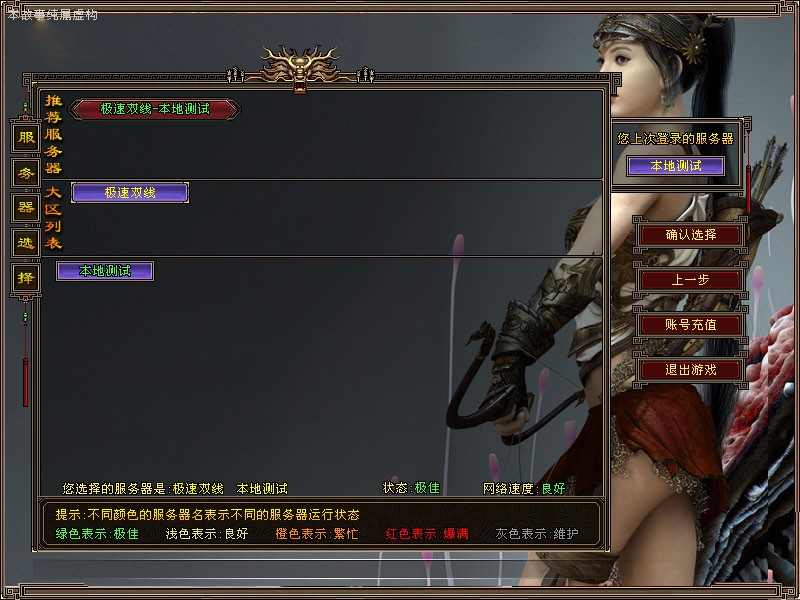 本故事纯属虚构
推荐服务器
极速双线-本地测试
服务器选择
大区列表
极速双线
本地测试
您上次登录的服务器
本地测试
确认选择
上一步
账号充值
退出游戏
您选择的服务器是:极速双线 本地测试 状态:极佳 网络速度:良好
提示:不同颜色的服务器名表示不同的服务器运行状态
绿色表示:极佳 浅色表示:良好 橙色表示:繁忙 红色表示:爆满 灰色表示:维护